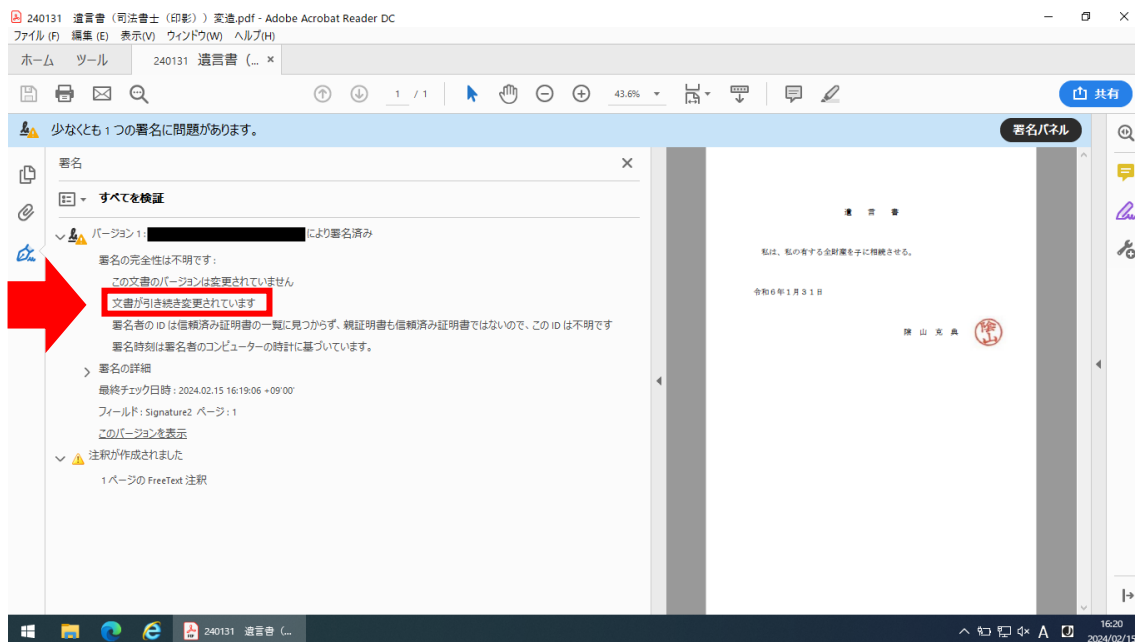 240131 遺言書（司法書士（印影））変造.pdf - Adobe Acrobat Reader DC
ファイル(F) 編集(E) 表示(V) ウィンドウ(W) ヘルプ(H)
ホーム ツール 240131 遺言書 (... ×
1 / 1 43.6%
共有
少なくとも 1 つの署名に問題があります。
署名パネル
署名
すべてを検証
バージョン 1: により署名済み
署名の完全性は不明です:
この文書のバージョンは変更されていません
文書が引き続き変更されています
署名者の ID は信頼済み証明書の一覧に見つからず、親証明書も信頼済み証明書ではないので、この ID は不明です
署名時刻は署名者のコンピューターの時計に基づいています。
署名の詳細
最終チェック日時 : 2024.02.15 16:19:06 +09'00'
フィールド : Signature2 ページ : 1
このバージョンを表示
注釈が作成されました
1 ページの FreeText 注釈
遺 言 書
私は、私の有する全財産を子に相続させる。
令和6年1月31日
陰 山 克 典
陰山
240131 遺言書 (...
A
16:20
2024/02/15